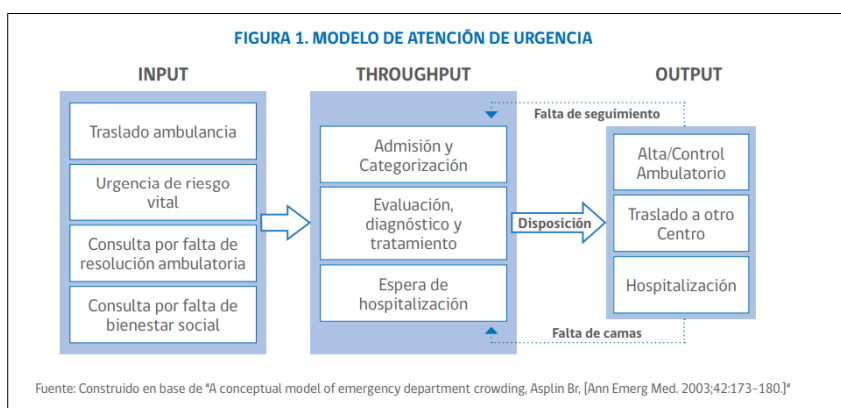 FIGURA 1. MODELO DE ATENCIÓN DE URGENCIA
INPUT
Traslado ambulancia
Urgencia de riesgo
vital
Consulta por falta de
resolución ambulatoria
Consulta por falta de
bienestar social
THROUGHPUT
Admisión y
Categorización
Evaluación,
diagnóstico y
tratamiento
Espera de
hospitalización
Disposición
Falta de seguimiento
Falta de camas
OUTPUT
Alta/Control
Ambulatorio
Traslado a otro
Centro
Hospitalización
Fuente: Construido en base de "A conceptual model of emergency department crowding, Asplin Br, [Ann Emerg Med. 2003;42:173-180.]"